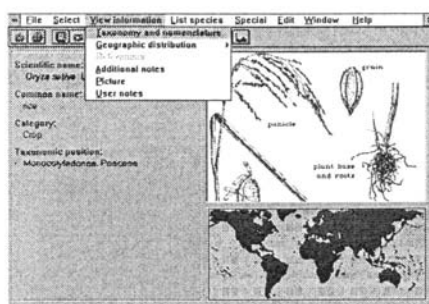 File Select View information List species Special Edit Window Help
Taxonomy and nomenclature
Geographic distribution
Additional notes
Picture
User notes
Scientific name:
Oryza sativa L
Common name:
rice
Category:
Crop
Taxonomic position:
Monocotyledonae, Poaceae
grain
panicle
plant base
and roots